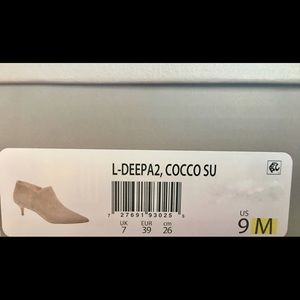 L-DEEPA2, COCCO SU
7 27691 93025 5
UK EUR cm
7 39 26
US
9 M